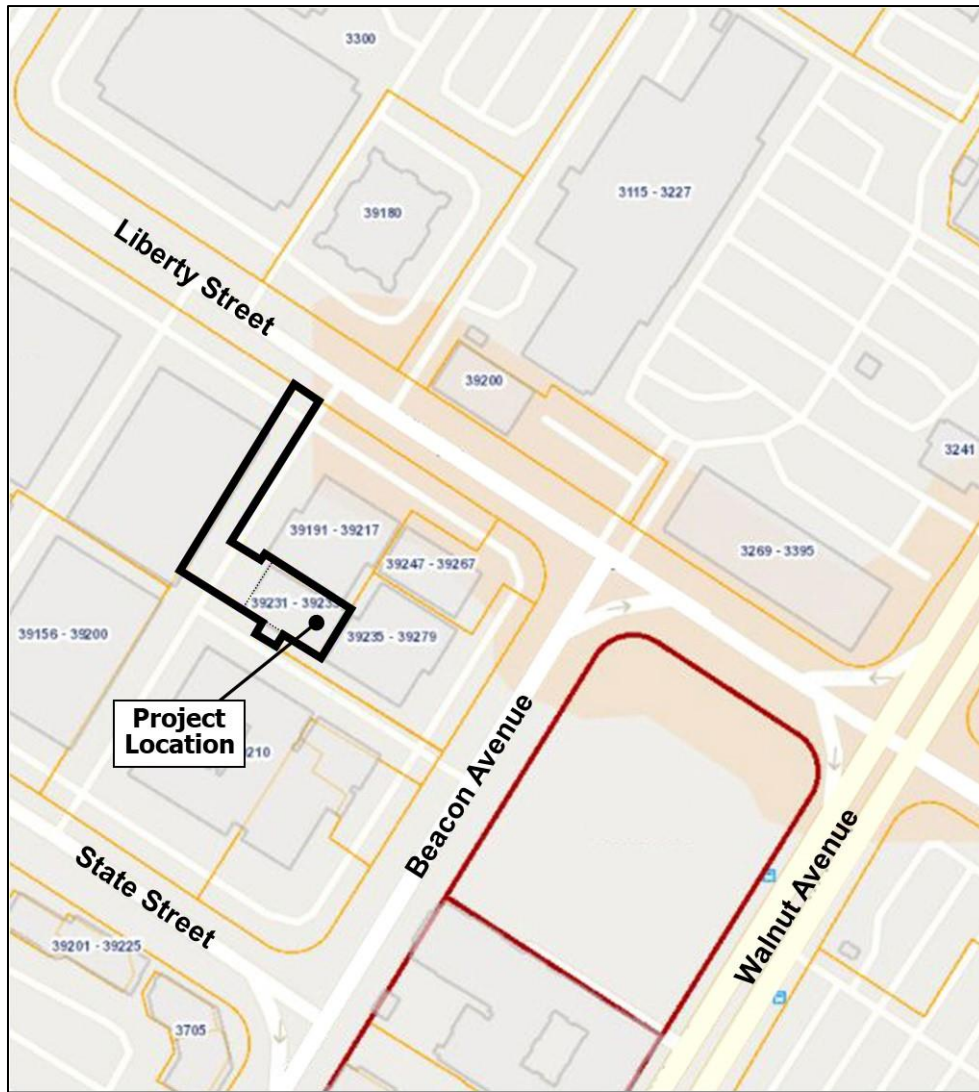 3300
3115 - 3227
39180
Liberty Street
39200
3241
39191 - 39217
3269 - 3395
39247 - 39267
39156 - 39200
39235 - 39279
Project
Location
Beacon Avenue
State Street
Walnut Avenue
39201 - 39225
3705